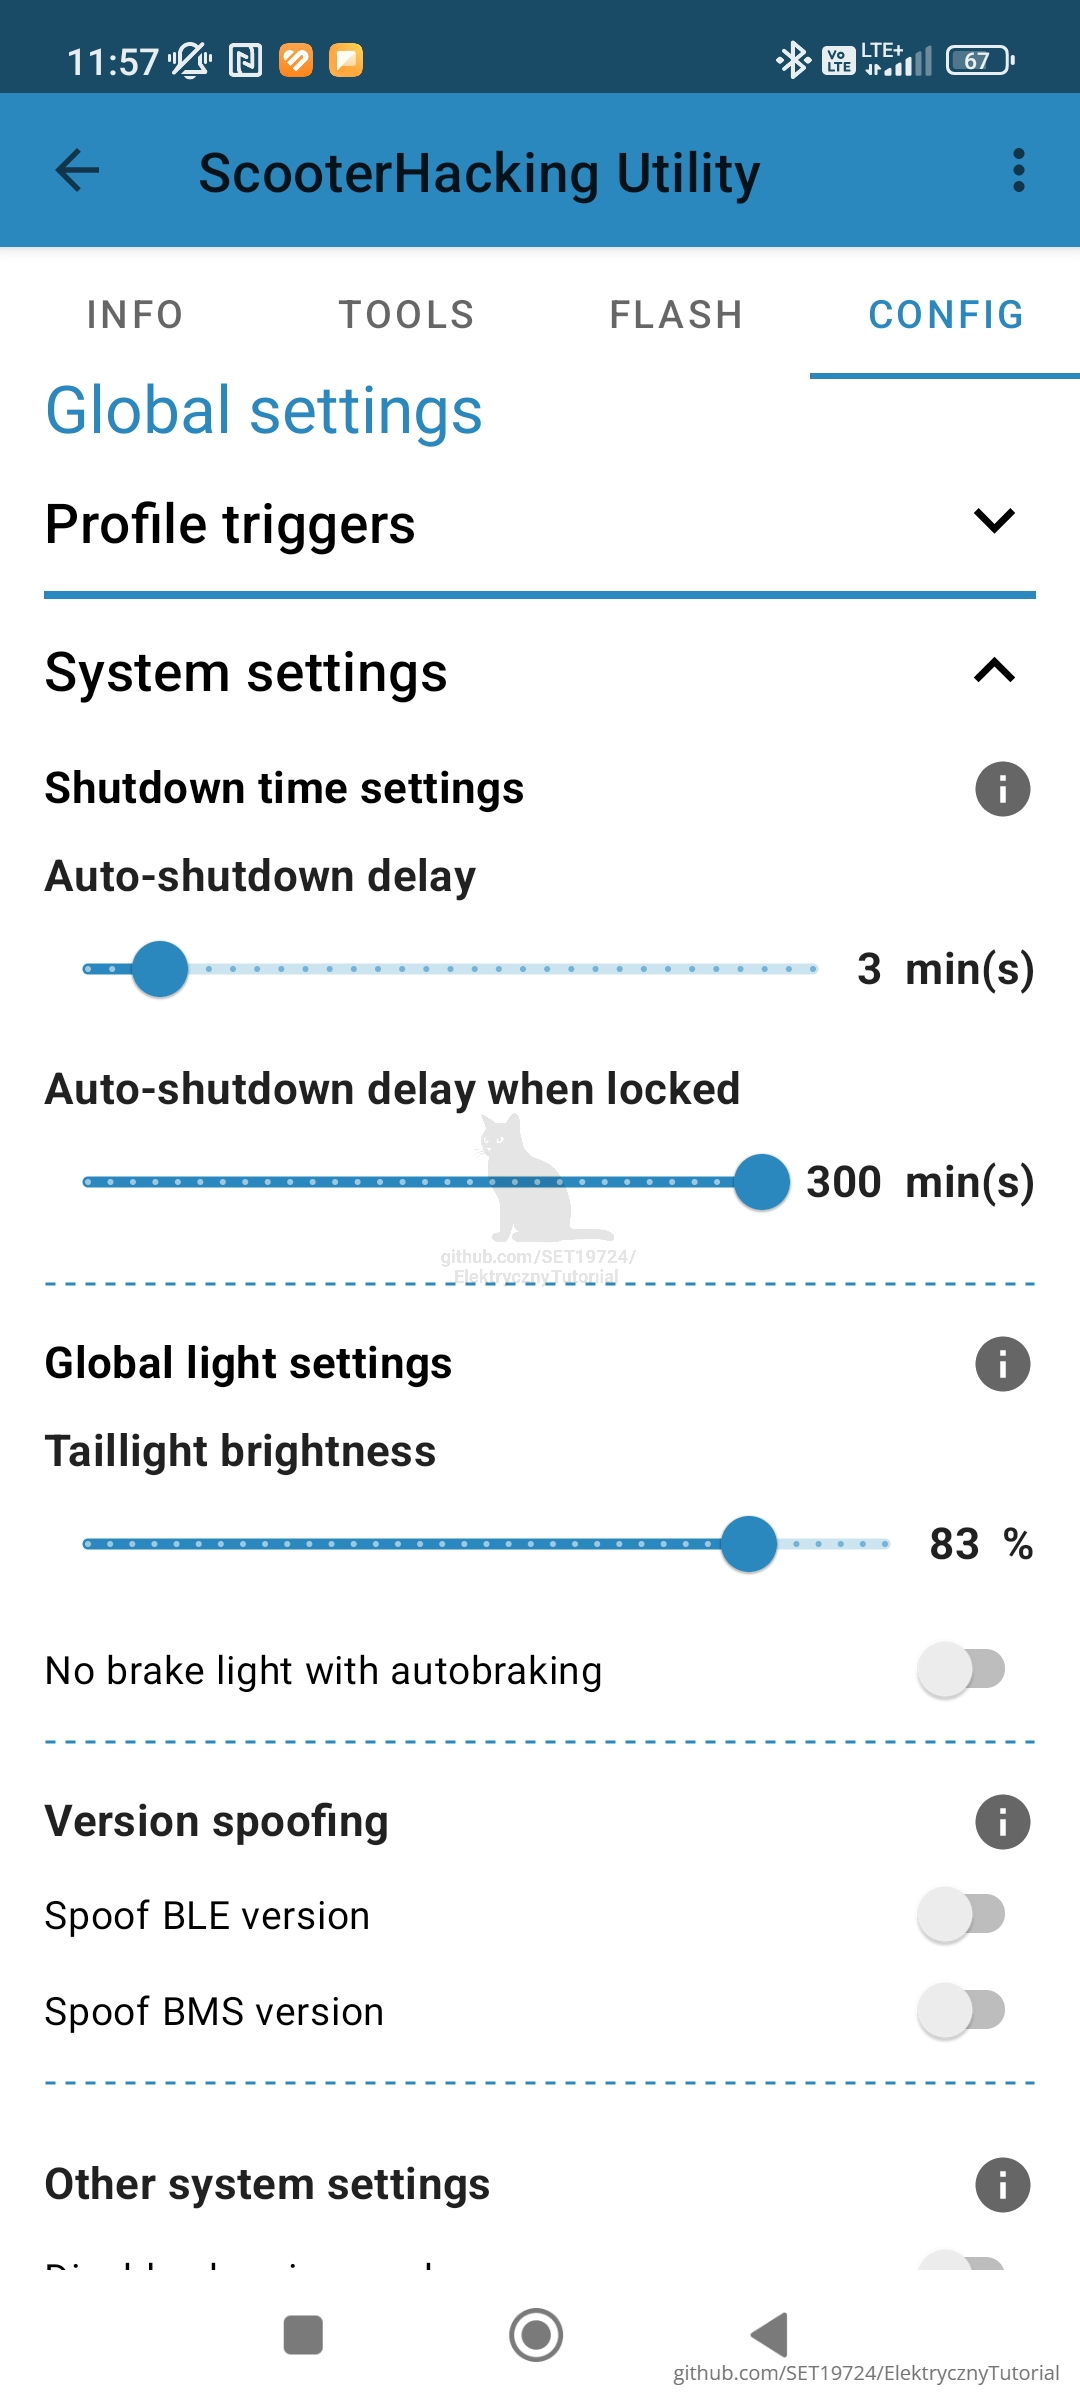 11:57
Vo LTE
LTE+
67
ScooterHacking Utility
INFO
TOOLS
FLASH
CONFIG
Global settings
Profile triggers
System settings
Shutdown time settings
Auto-shutdown delay
3 min(s)
Auto-shutdown delay when locked
300 min(s)
github.com/SET19724/
ElektrycznyTutorial
Global light settings
Taillight brightness
83 %
No brake light with autobraking
Version spoofing
Spoof BLE version
Spoof BMS version
Other system settings
github.com/SET19724/ElektrycznyTutorial